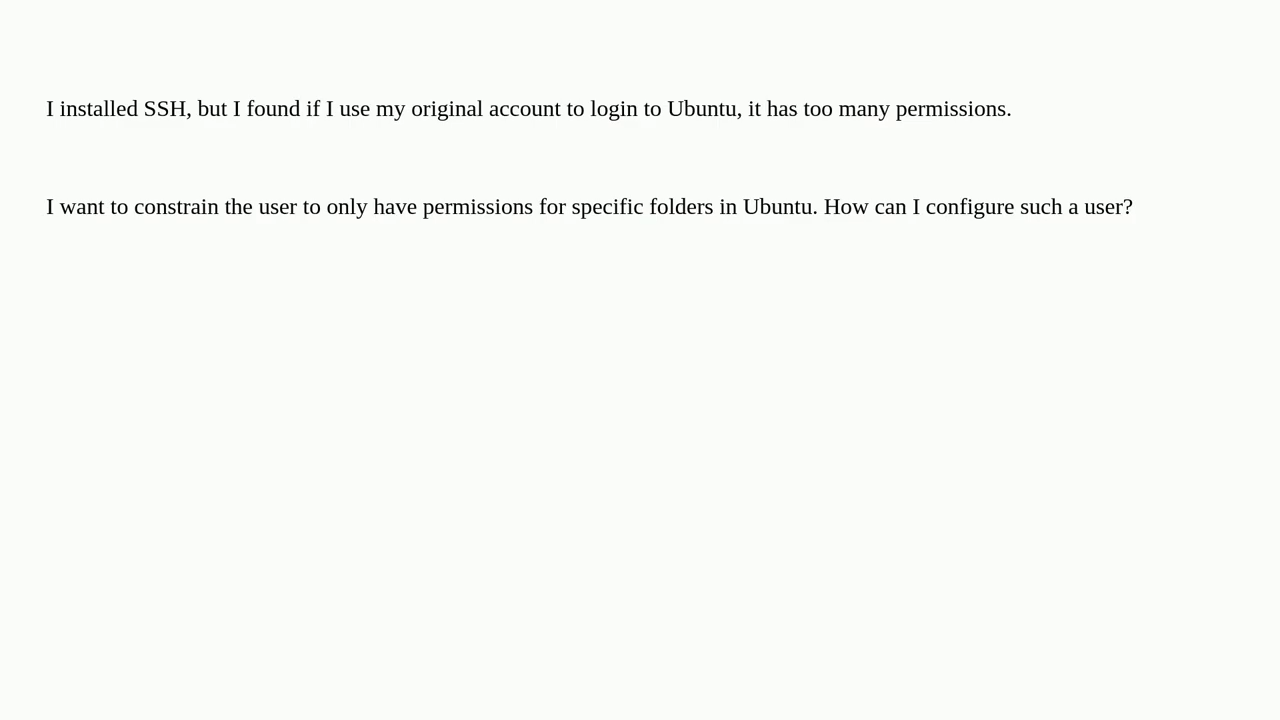 I installed SSH, but I found if I use my original account to login to Ubuntu, it has too many permissions.
I want to constrain the user to only have permissions for specific folders in Ubuntu. How can I configure such a user?